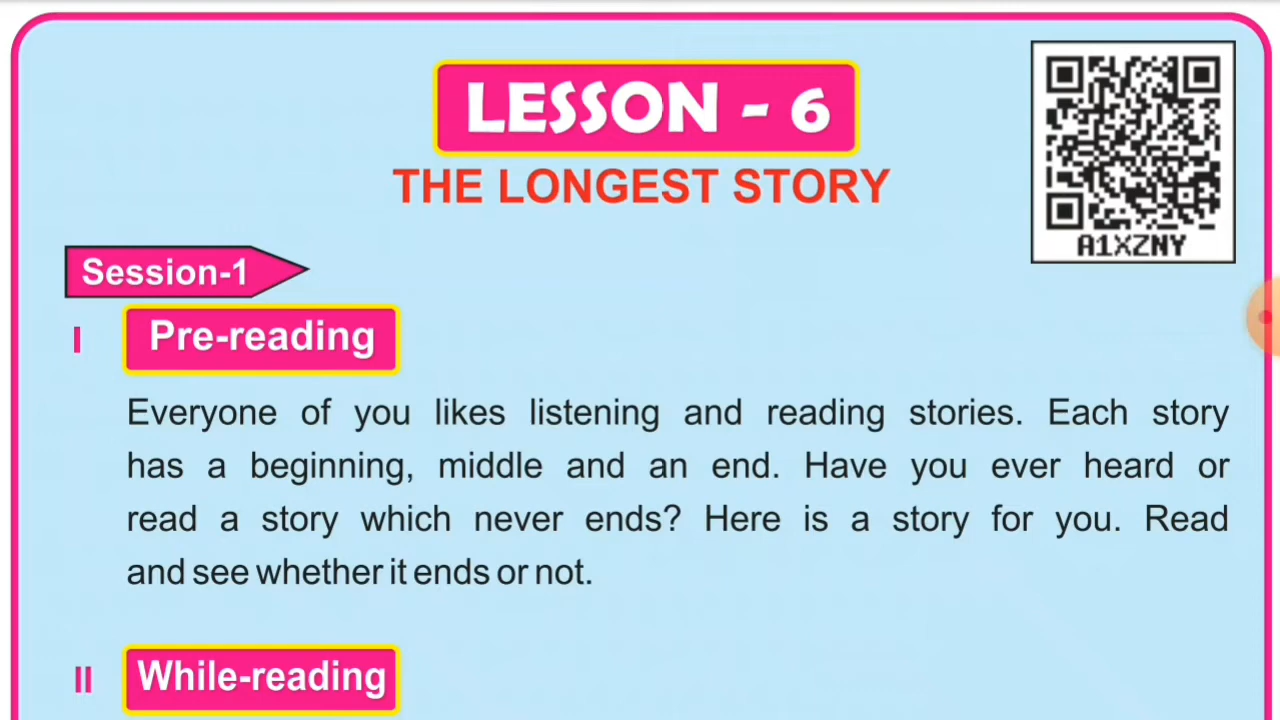 LESSON - 6
THE LONGEST STORY
A1XZNY
Session-1
I Pre-reading
Everyone of you likes listening and reading stories. Each story
has a beginning, middle and an end. Have you ever heard or
read a story which never ends? Here is a story for you. Read
and see whether it ends or not.
II While-reading